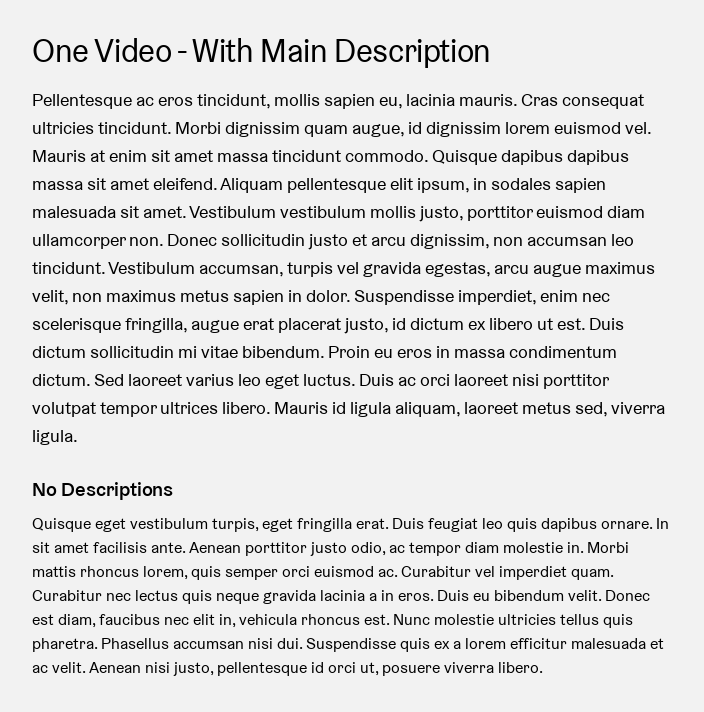 One Video - With Main Description
Pellentesque ac eros tincidunt, mollis sapien eu, lacinia mauris. Cras consequat
ultricies tincidunt. Morbi dignissim quam augue, id dignissim lorem euismod vel.
Mauris at enim sit amet massa tincidunt commodo. Quisque dapibus dapibus
massa sit amet eleifend. Aliquam pellentesque elit ipsum, in sodales sapien
malesuada sit amet. Vestibulum vestibulum mollis justo, porttitor euismod diam
ullamcorper non. Donec sollicitudin justo et arcu dignissim, non accumsan leo
tincidunt. Vestibulum accumsan, turpis vel gravida egestas, arcu augue maximus
velit, non maximus metus sapien in dolor. Suspendisse imperdiet, enim nec
scelerisque fringilla, augue erat placerat justo, id dictum ex libero ut est. Duis
dictum sollicitudin mi vitae bibendum. Proin eu eros in massa condimentum
dictum. Sed laoreet varius leo eget luctus. Duis ac orci laoreet nisi porttitor
volutpat tempor ultrices libero. Mauris id ligula aliquam, laoreet metus sed, viverra
ligula.
No Descriptions
Quisque eget vestibulum turpis, eget fringilla erat. Duis feugiat leo quis dapibus ornare. In
sit amet facilisis ante. Aenean porttitor justo odio, ac tempor diam molestie in. Morbi
mattis rhoncus lorem, quis semper orci euismod ac. Curabitur vel imperdiet quam.
Curabitur nec lectus quis neque gravida lacinia a in eros. Duis eu bibendum velit. Donec
est diam, faucibus nec elit in, vehicula rhoncus est. Nunc molestie ultricies tellus quis
pharetra. Phasellus accumsan nisi dui. Suspendisse quis ex a lorem efficitur malesuada et
ac velit. Aenean nisi justo, pellentesque id orci ut, posuere viverra libero.